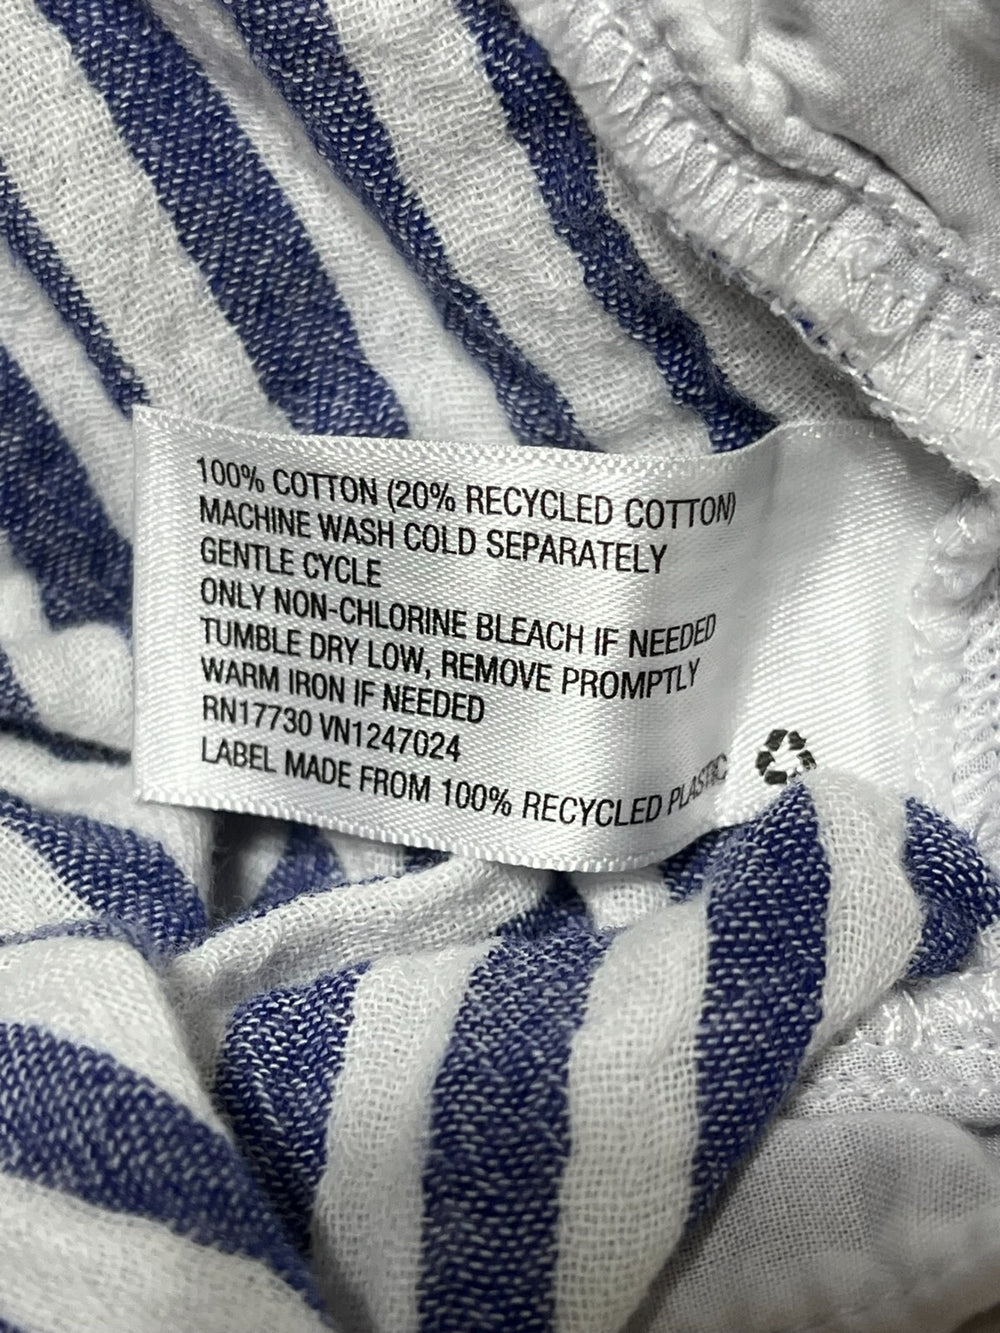 100% COTTON (20% RECYCLED COTTON)
MACHINE WASH COLD SEPARATELY
GENTLE CYCLE
ONLY NON-CHLORINE BLEACH IF NEEDED
TUMBLE DRY LOW, REMOVE PROMPTLY
WARM IRON IF NEEDED
RN17730 VN1247024
LABEL MADE FROM 100% RECYCLED PLASTIC